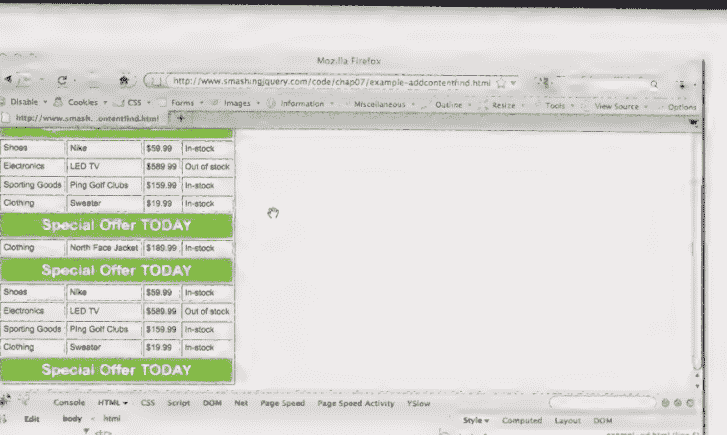 Mozilla Firefox
http://www.smashingjquery.com/code/chap07/example-addcontentfind.html
Disable Cookies CSS Forms Images Information Miscellaneous Outline Resize Tools View Source Options
http://www.smash...ontentfind.html +
Shoes Nike $59.99 In-stock
Electronics LED TV $589.99 Out of stock
Sporting Goods Ping Golf Clubs $159.99 In-stock
Clothing Sweater $19.99 In-stock
Special Offer TODAY
Clothing North Face Jacket $189.99 In-stock
Special Offer TODAY
Shoes Nike $59.99 In-stock
Electronics LED TV $589.99 Out of stock
Sporting Goods Ping Golf Clubs $159.99 In-stock
Clothing Sweater $19.99 In-stock
Special Offer TODAY
Console HTML CSS Script DOM Net Page Speed Page Speed Activity YSlow
Edit body < html
Style Computed Layout DOM